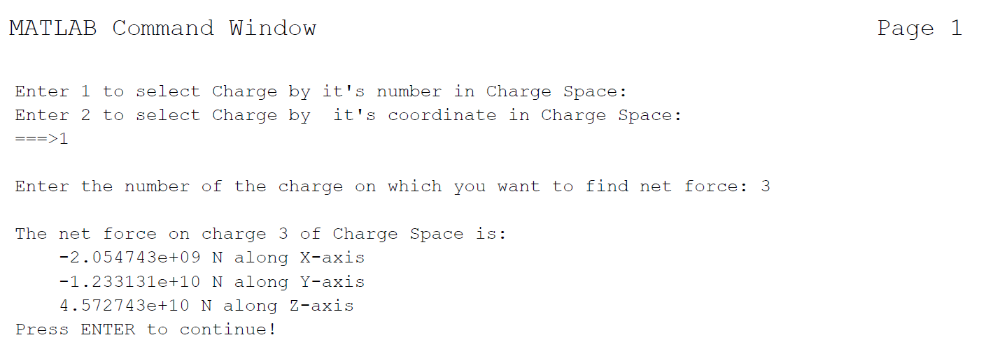 MATLAB Command Window Page 1
Enter 1 to select Charge by it's number in Charge Space:
Enter 2 to select Charge by  it's coordinate in Charge Space:
===>1
Enter the number of the charge on which you want to find net force: 3
The net force on charge 3 of Charge Space is:
-2.054743e+09 N along X-axis
-1.233131e+10 N along Y-axis
4.572743e+10 N along Z-axis
Press ENTER to continue!